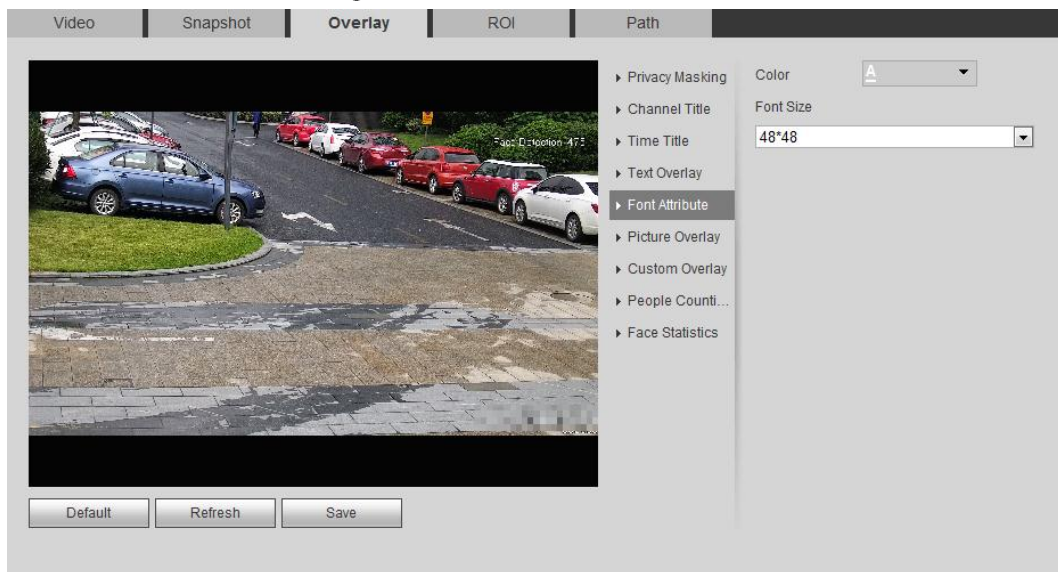 Video Snapshot Overlay ROI Path
Privacy Masking
Channel Title
Time Title
Text Overlay
Font Attribute
Picture Overlay
Custom Overlay
People Counti...
Face Statistics
Color A
Font Size
48*48
Face Detection-475
Default Refresh Save